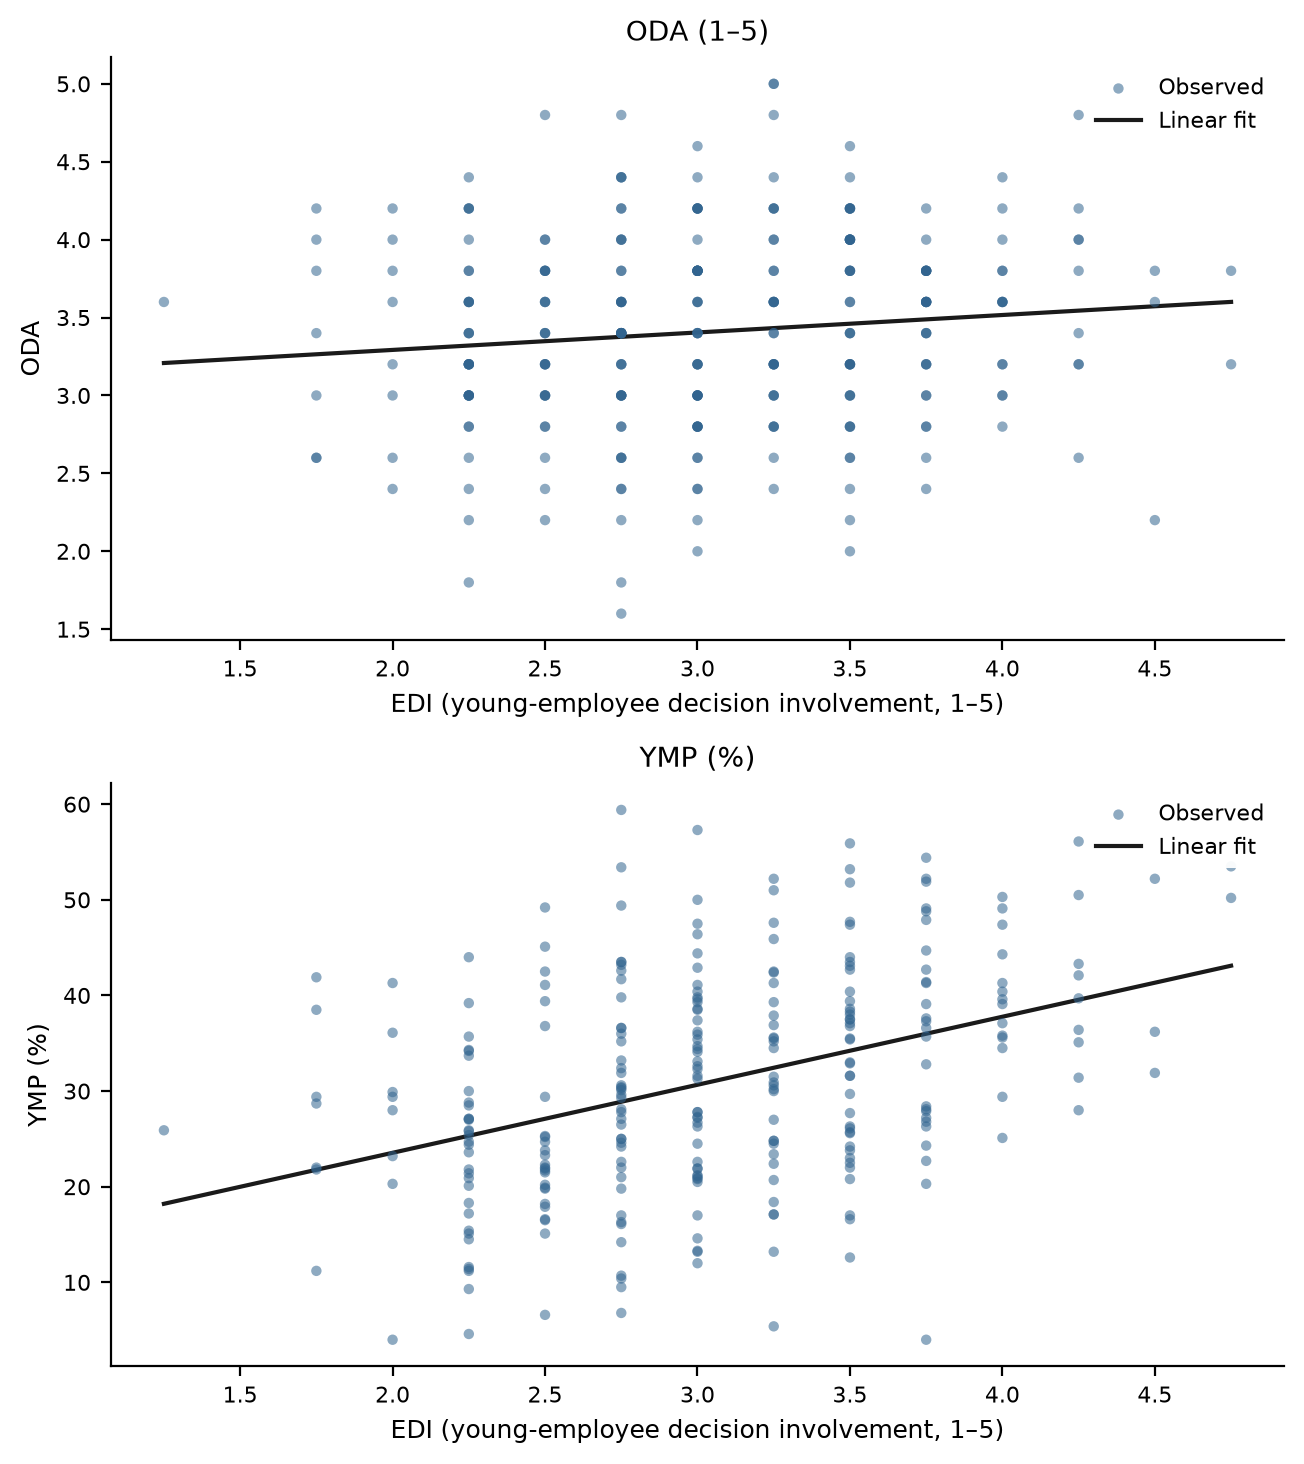 ODA (1–5)
Observed
Linear fit
5.0
4.5
4.0
3.5
3.0
2.5
2.0
1.5
ODA
1.5 2.0 2.5 3.0 3.5 4.0 4.5
EDI (young-employee decision involvement, 1–5)
YMP (%)
Observed
Linear fit
60
50
40
30
20
10
YMP (%)
1.5 2.0 2.5 3.0 3.5 4.0 4.5
EDI (young-employee decision involvement, 1–5)